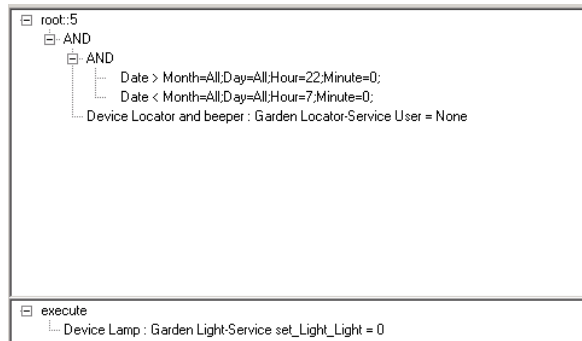 root::5
AND
AND
Date > Month=All;Day=All;Hour=22;Minute=0;
Date < Month=All;Day=All;Hour=7;Minute=0;
Device Locator and beeper : Garden Locator-Service User = None
execute
Device Lamp : Garden Light-Service set_Light_Light = 0